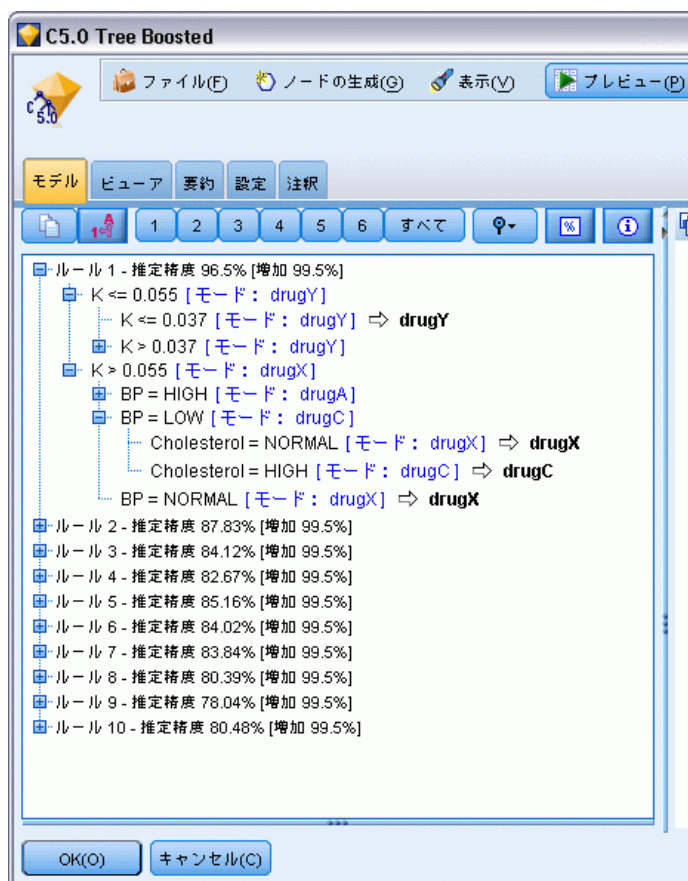 C5.0 Tree Boosted
C 5.0
ファイル(F) ノードの生成(G) 表示(V) プレビュー(P)
モデル ビューア 要約 設定 注釈
A 1 1 2 3 4 5 6 すべて % i
ルール 1 - 推定精度 96.5% [増加 99.5%]
K <= 0.055 [モード： drugY]
K <= 0.037 [モード： drugY] ⇨ drugY
K > 0.037 [モード： drugY]
K > 0.055 [モード： drugX]
BP = HIGH [モード： drugA]
BP = LOW [モード： drugC]
Cholesterol = NORMAL [モード： drugX] ⇨ drugX
Cholesterol = HIGH [モード： drugC] ⇨ drugC
BP = NORMAL [モード： drugX] ⇨ drugX
ルール 2 - 推定精度 87.83% [増加 99.5%]
ルール 3 - 推定精度 84.12% [増加 99.5%]
ルール 4 - 推定精度 82.67% [増加 99.5%]
ルール 5 - 推定精度 85.16% [増加 99.5%]
ルール 6 - 推定精度 84.02% [増加 99.5%]
ルール 7 - 推定精度 83.84% [増加 99.5%]
ルール 8 - 推定精度 80.39% [増加 99.5%]
ルール 9 - 推定精度 78.04% [増加 99.5%]
ルール 10 - 推定精度 80.48% [増加 99.5%]
OK(O) キャンセル(C)